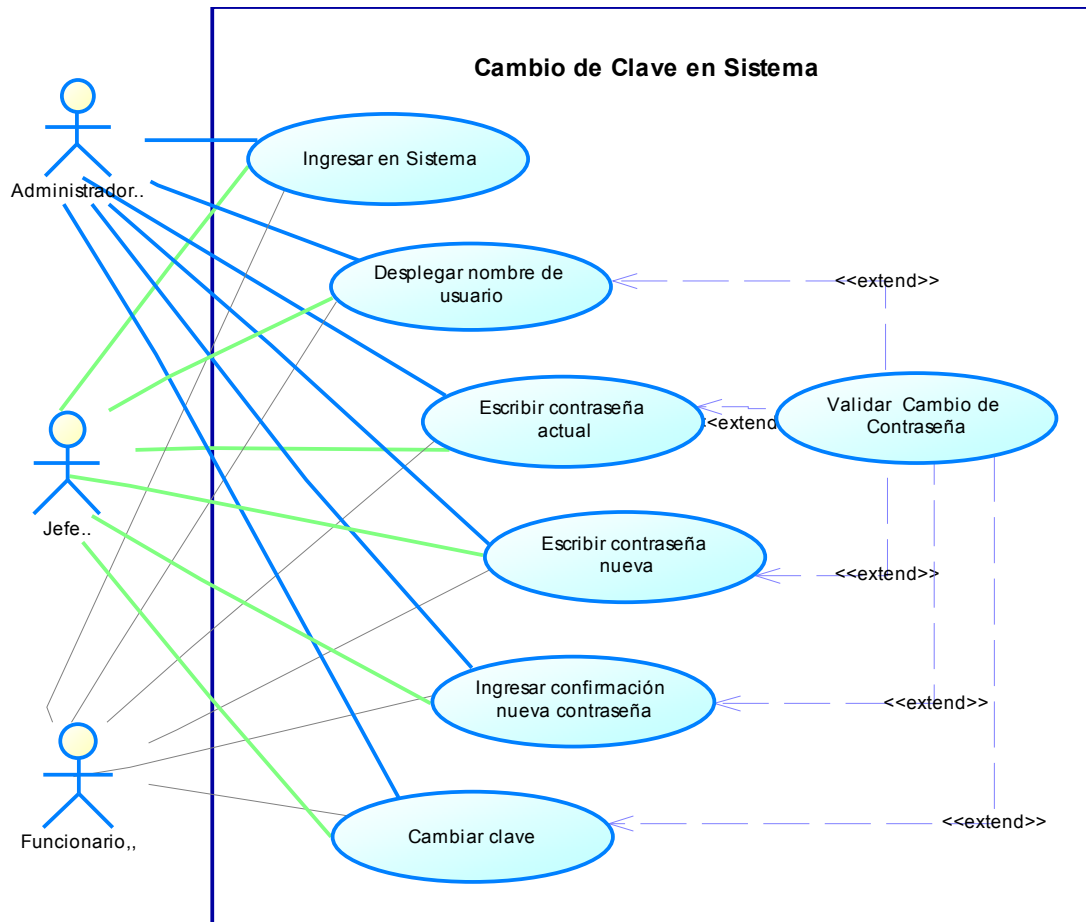 Cambio de Clave en Sistema
Ingresar en Sistema
Administrador..
Desplegar nombre de
usuario
<<extend>>
Escribir contraseña
actual
<<extend
Validar  Cambio de
Contraseña
Jefe..
Escribir contraseña
nueva
<<extend>>
Ingresar confirmación
nueva contraseña
<<extend>>
Funcionario,,
Cambiar clave
<<extend>>